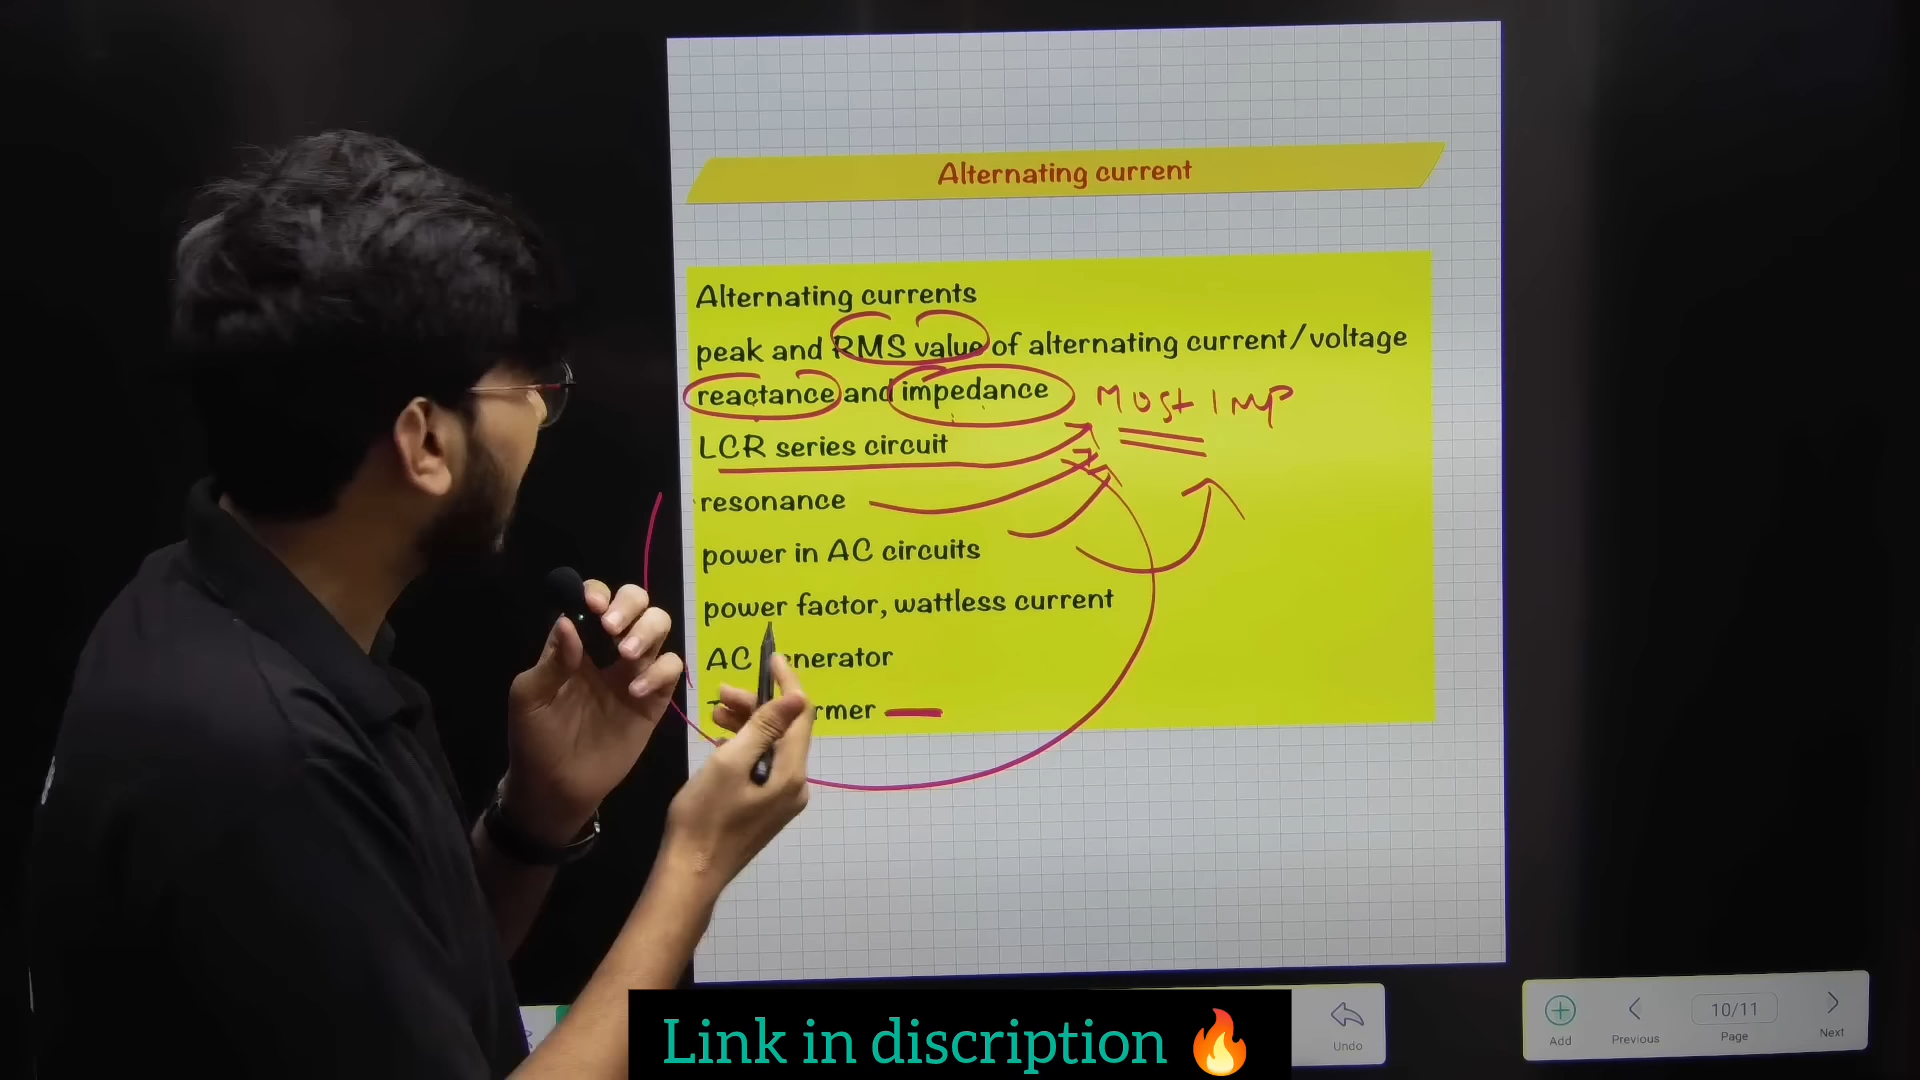 Alternating current
Alternating currents
peak and RMS value of alternating current/voltage
reactance and impedance
Most Imp
LCR series circuit
resonance
power in AC circuits
power factor, wattless current
AC enerator
rmer
Link in discription 🔥
Undo
Add
Previous
10/11
Page
Next